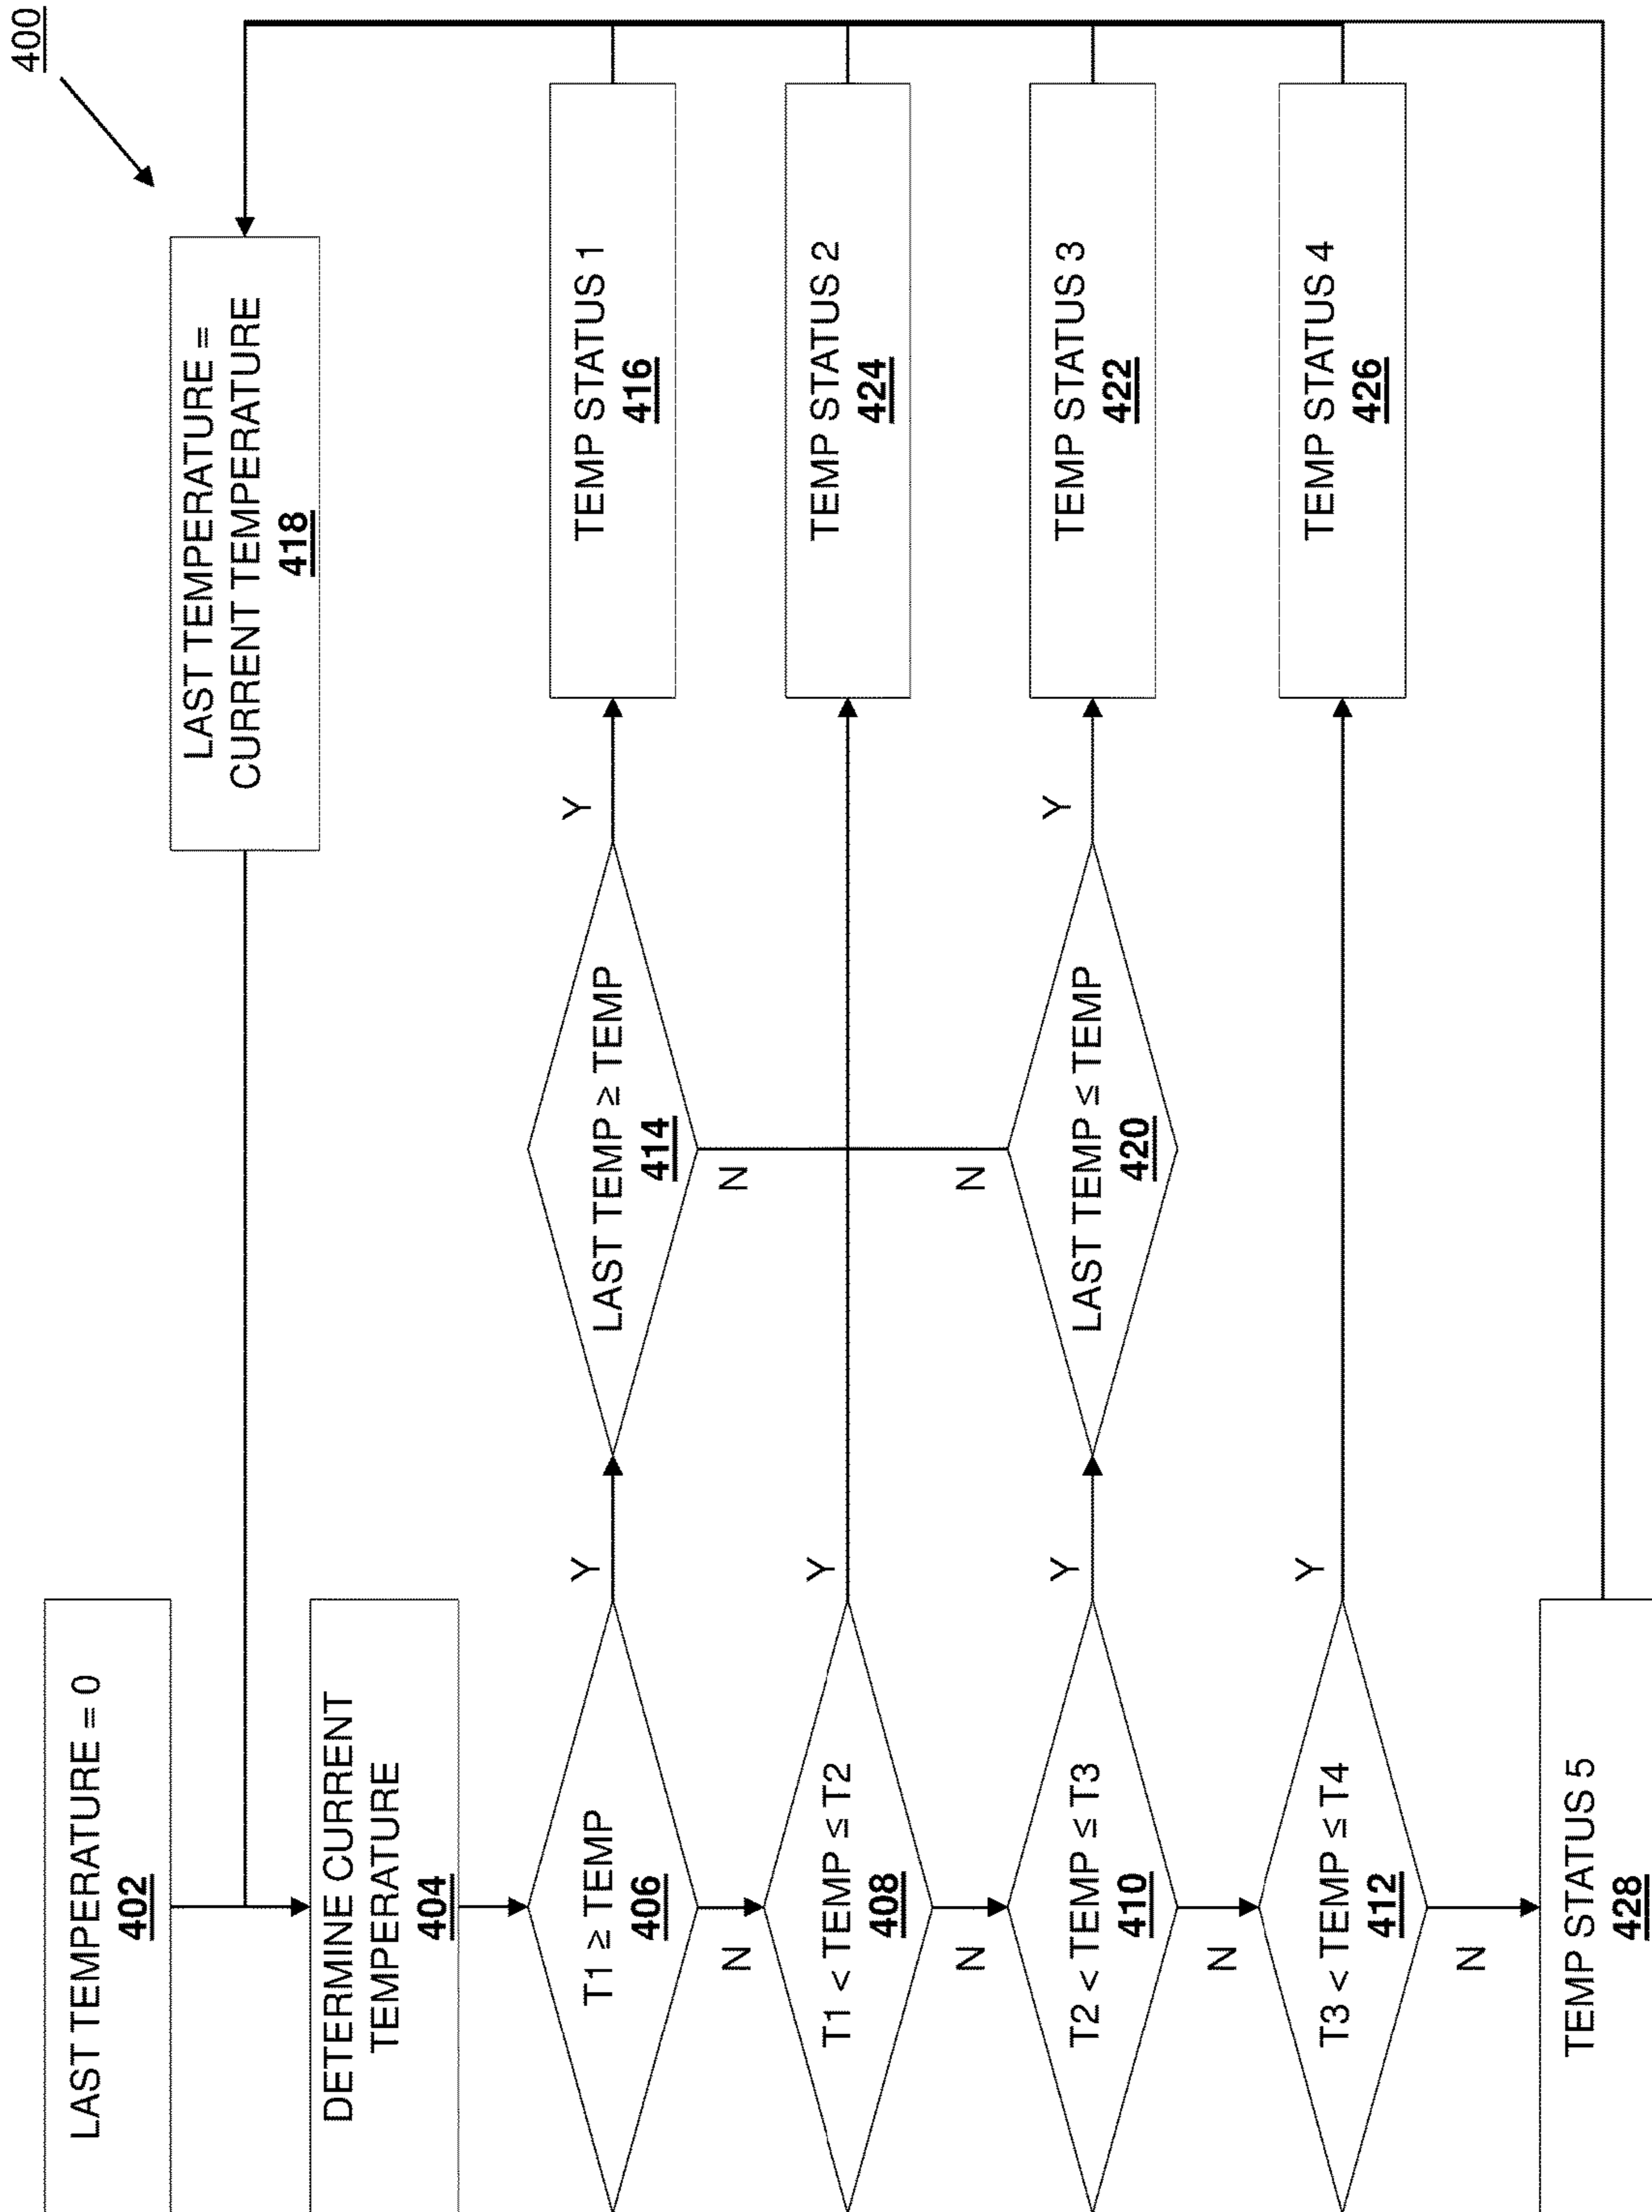 400
LAST TEMPERATURE = 0
402
LAST TEMPERATURE =
CURRENT TEMPERATURE
418
DETERMINE CURRENT
TEMPERATURE
404
T1 ≥ TEMP
406
Y
N
LAST TEMP ≥ TEMP
414
Y
N
TEMP STATUS 1
416
T1 < TEMP ≤ T2
408
Y
N
TEMP STATUS 2
424
T2 < TEMP ≤ T3
410
Y
N
LAST TEMP ≤ TEMP
420
Y
N
TEMP STATUS 3
422
T3 < TEMP ≤ T4
412
Y
N
TEMP STATUS 4
426
TEMP STATUS 5
428